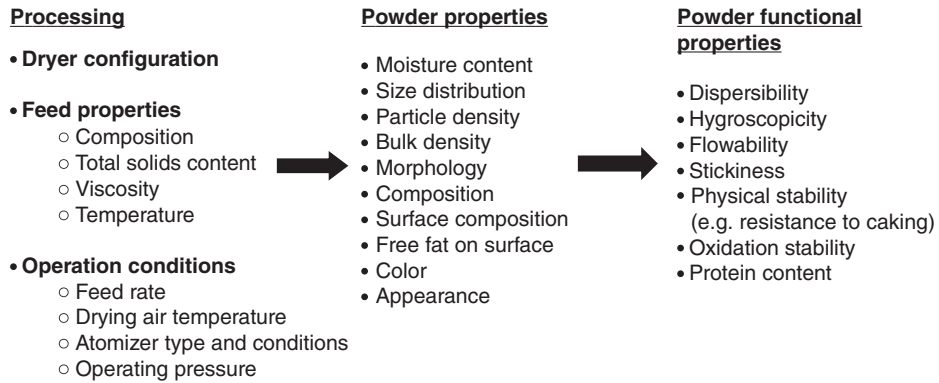 Processing
• Dryer configuration
• Feed properties
○ Composition
○ Total solids content
○ Viscosity
○ Temperature
• Operation conditions
○ Feed rate
○ Drying air temperature
○ Atomizer type and conditions
○ Operating pressure
Powder properties
• Moisture content
• Size distribution
• Particle density
• Bulk density
• Morphology
• Composition
• Surface composition
• Free fat on surface
• Color
• Appearance
Powder functional
properties
• Dispersibility
• Hygroscopicity
• Flowability
• Stickiness
• Physical stability
(e.g. resistance to caking)
• Oxidation stability
• Protein content